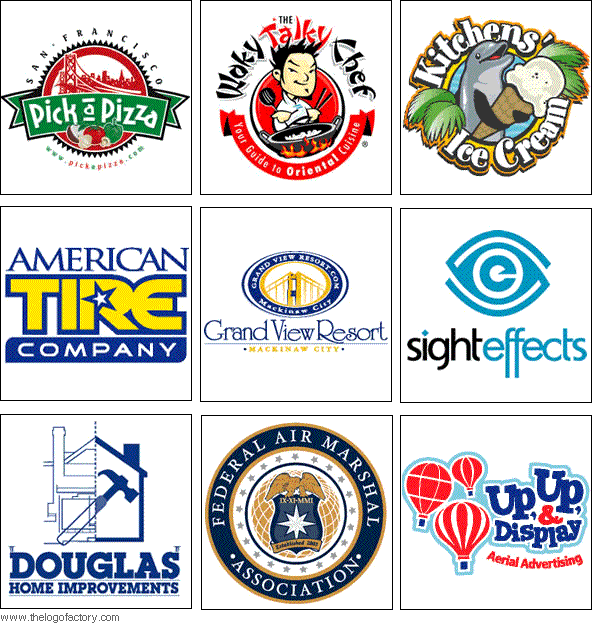 SAN • FRANCISCO
Pick a Pizza
www.pickapizza.com
THE
Woky Talky Chef
Your Guide to Oriental Cuisine
®
Kitchens'
Ice Cream
AMERICAN
TIRE
COMPANY
GRAND VIEW RESORT.COM
Mackinaw City
Grand View Resort
• MACKINAW CITY •
e
sighteffects
DOUGLAS
HOME IMPROVEMENTS
FEDERAL AIR MARSHAL
• ASSOCIATION •
IX-XI-MMI
Established 2003
Up, Up,
& Display
Aerial Advertising
www.thelogofactory.com